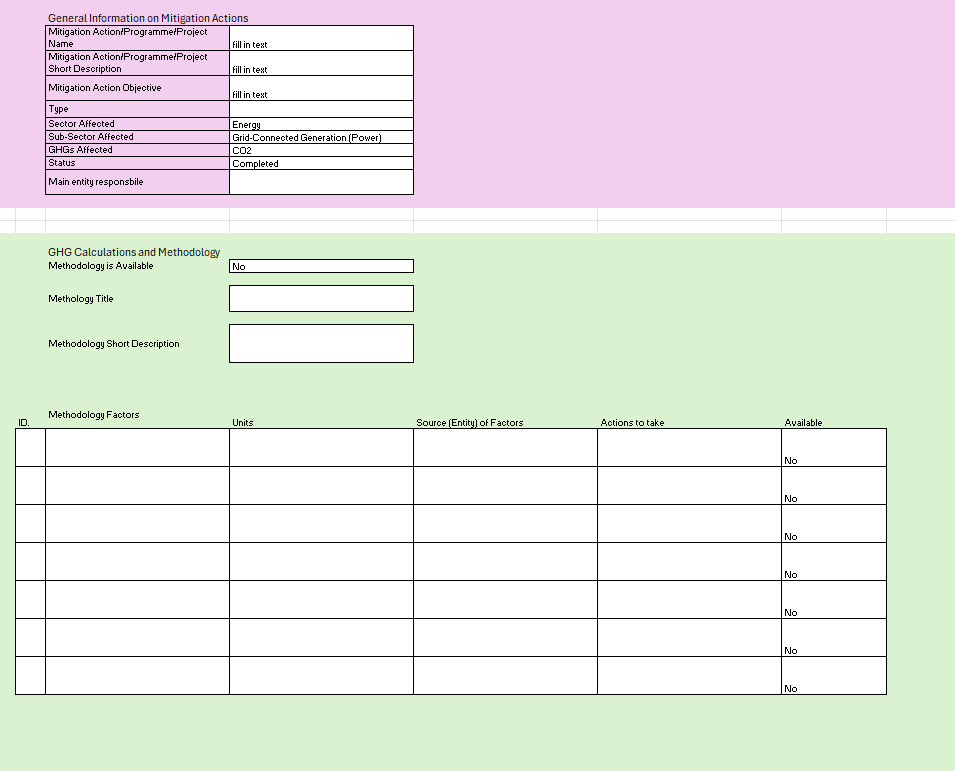 General Information on Mitigation Actions
Mitigation Action/Programme/Project
Name
fill in text
Mitigation Action/Programme/Project
Short Description
fill in text
Mitigation Action Objective
fill in text
Type
Sector Affected
Energy
Sub-Sector Affected
Grid-Connected Generation (Power)
GHGs Affected
CO2
Status
Completed
Main entity responsbile
GHG Calculations and Methodology
Methodology is Available
No
Methology Title
Methodology Short Description
ID.
Methodology Factors
Units
Source (Entity) of Factors
Actions to take
Available
No
No
No
No
No
No
No